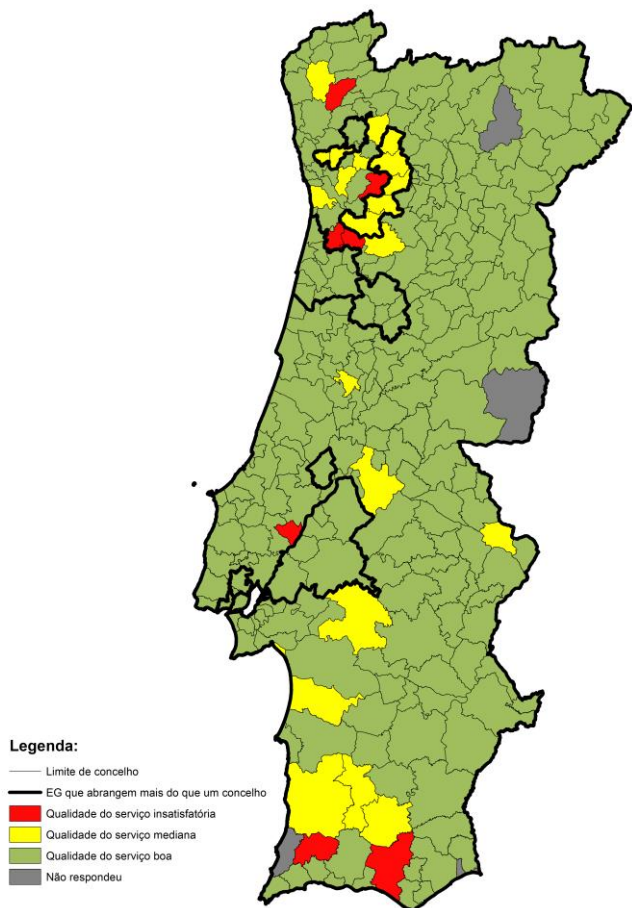 Legenda:
Limite de concelho
EG que abrangem mais do que um concelho
Qualidade do serviço insatisfatória
Qualidade do serviço mediana
Qualidade do serviço boa
Não respondeu